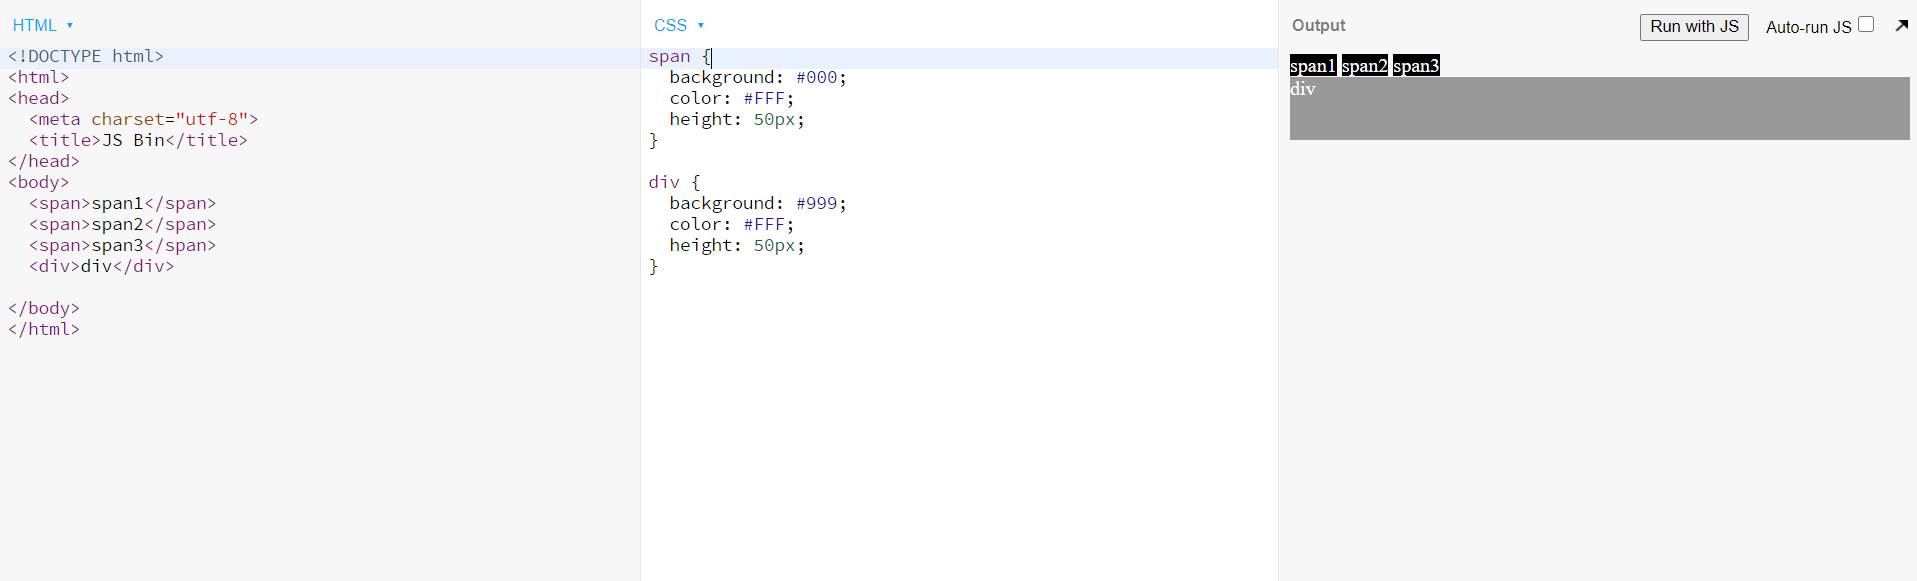 HTML ▾
<!DOCTYPE html>
<html>
<head>
  <meta charset="utf-8">
  <title>JS Bin</title>
</head>
<body>
  <span>span1</span>
  <span>span2</span>
  <span>span3</span>
  <div>div</div>

</body>
</html>
CSS ▾
span {
  background: #000;
  color: #FFF;
  height: 50px;
}

div {
  background: #999;
  color: #FFF;
  height: 50px;
}
Output Run with JS Auto-run JS
span1 span2 span3
div